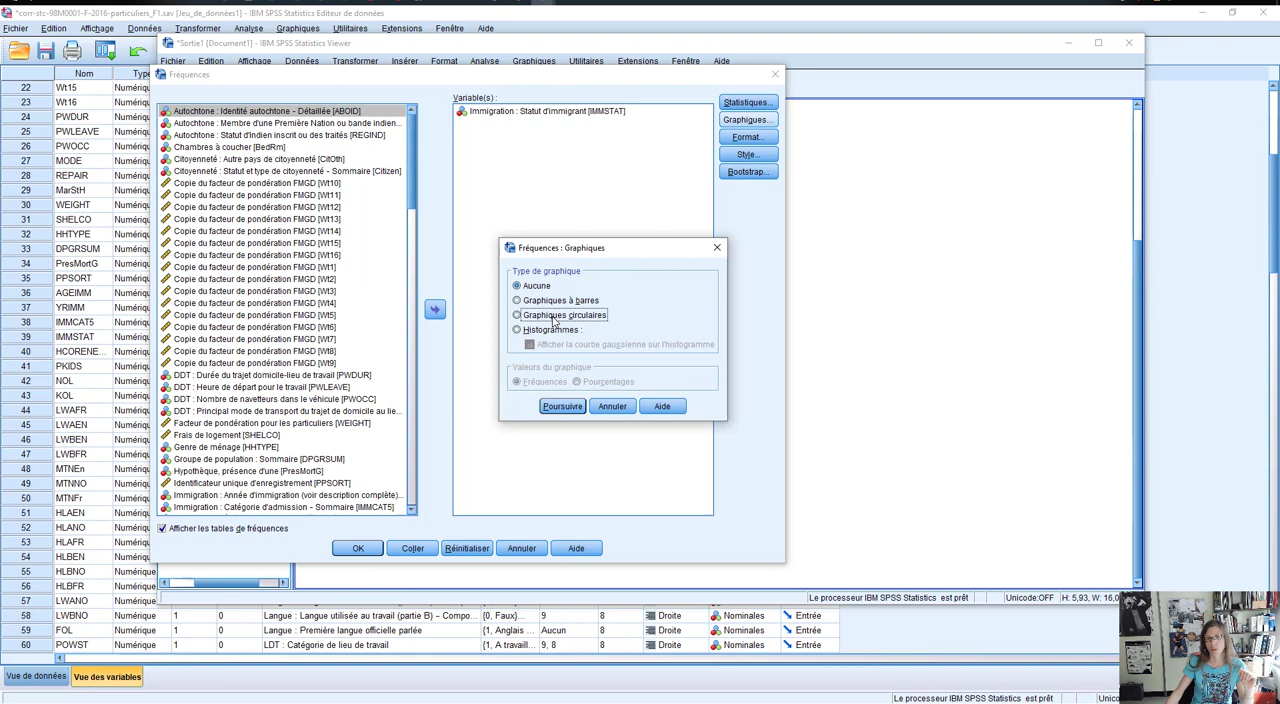 *corr-stc-98M0001-F-2016-particuliers_F1.sav [Jeu_de_données1] - IBM SPSS Statistics Editeur de données
Fichier Edition Affichage Données Transformer Analyse Graphiques Utilitaires Extensions Fenêtre Aide
*Sortie1 [Document1] - IBM SPSS Statistics Viewer
Fichier Edition Affichage Données Transformer Insérer Format Analyse Graphiques Utilitaires Extensions Fenêtre Aide
Nom
22 Wt15 Numérique
23 Wt16 Numérique
24 PWDUR Numérique
25 PWLEAVE Numérique
26 PWOCC Numérique
27 MODE Numérique
28 REPAIR Numérique
29 MarStH Numérique
30 WEIGHT Numérique
31 SHELCO Numérique
32 HHTYPE Numérique
33 DPGRSUM Numérique
34 PresMortG Numérique
35 PPSORT Numérique
36 AGEIMM Numérique
37 YRIMM Numérique
38 IMMCAT5 Numérique
39 IMMSTAT Numérique
40 HCORENE... Numérique
41 PKIDS Numérique
42 NOL Numérique
43 KOL Numérique
44 LWAFR Numérique
45 LWAEN Numérique
46 LWBEN Numérique
47 LWBFR Numérique
48 MTNEn Numérique
49 MTNNO Numérique
50 MTNFr Numérique
51 HLAEN Numérique
52 HLANO Numérique
53 HLAFR Numérique
54 HLBEN Numérique
55 HLBNO Numérique
56 HLBFR Numérique
57 LWANO Numérique
58 LWBNO Numérique 1 0 Langue : Langue utilisée au travail (partie B) – Compo... {0, Faux}... 9 8 Droite Nominales Entrée
59 FOL Numérique 1 0 Langue : Première langue officielle parlée {1, Anglais ... Aucun 8 Droite Nominales Entrée
60 POWST Numérique 1 0 LDT : Catégorie de lieu de travail {1, A travaill... 9, 8 8 Droite Nominales Entrée
Fréquences
Autochtone : Identité autochtone – Détaillée [ABOID]
Autochtone : Membre d'une Première Nation ou bande indien...
Autochtone : Statut d'Indien inscrit ou des traités [REGIND]
Chambres à coucher [BedRm]
Citoyenneté : Autre pays de citoyenneté [CitOth]
Citoyenneté : Statut et type de citoyenneté – Sommaire [Citizen]
Copie du facteur de pondération FMGD [Wt10]
Copie du facteur de pondération FMGD [Wt11]
Copie du facteur de pondération FMGD [Wt12]
Copie du facteur de pondération FMGD [Wt13]
Copie du facteur de pondération FMGD [Wt14]
Copie du facteur de pondération FMGD [Wt15]
Copie du facteur de pondération FMGD [Wt16]
Copie du facteur de pondération FMGD [Wt1]
Copie du facteur de pondération FMGD [Wt2]
Copie du facteur de pondération FMGD [Wt3]
Copie du facteur de pondération FMGD [Wt4]
Copie du facteur de pondération FMGD [Wt5]
Copie du facteur de pondération FMGD [Wt6]
Copie du facteur de pondération FMGD [Wt7]
Copie du facteur de pondération FMGD [Wt8]
Copie du facteur de pondération FMGD [Wt9]
DDT : Durée du trajet domicile-lieu de travail [PWDUR]
DDT : Heure de départ pour le travail [PWLEAVE]
DDT : Nombre de navetteurs dans le véhicule [PWOCC]
DDT : Principal mode de transport du trajet de domicile au lie...
Facteur de pondération pour les particuliers [WEIGHT]
Frais de logement [SHELCO]
Genre de ménage [HHTYPE]
Groupe de population : Sommaire [DPGRSUM]
Hypothèque, présence d'une [PresMortG]
Identificateur unique d'enregistrement [PPSORT]
Immigration : Année d'immigration (voir description complète)...
Immigration : Catégorie d'admission – Sommaire [IMMCAT5]
Afficher les tables de fréquences
OK Coller Réinitialiser Annuler Aide
Variable(s) :
Immigration : Statut d'immigrant [IMMSTAT]
Statistiques...
Graphiques...
Format...
Style...
Bootstrap...
Fréquences : Graphiques
Type de graphique
Aucune
Graphiques à barres
Graphiques circulaires
Histogrammes :
Afficher la courbe gaussienne sur l'histogramme
Valeurs du graphique
Fréquences Pourcentages
Poursuivre Annuler Aide
Le processeur IBM SPSS Statistics est prêt Unicode:OFF H: 5,93, W: 16,0
Vue de données Vue des variables
Le processeur IBM SPSS Statistics est prêt